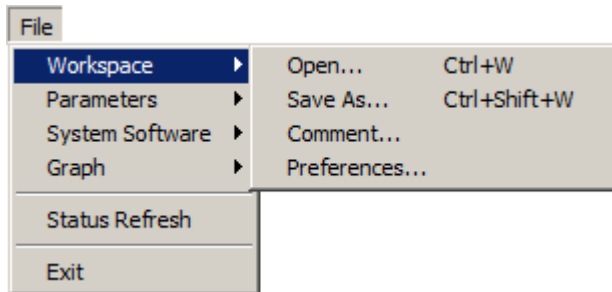 File
Workspace
Parameters
System Software
Graph
Status Refresh
Exit
Open... Ctrl+W
Save As... Ctrl+Shift+W
Comment...
Preferences...